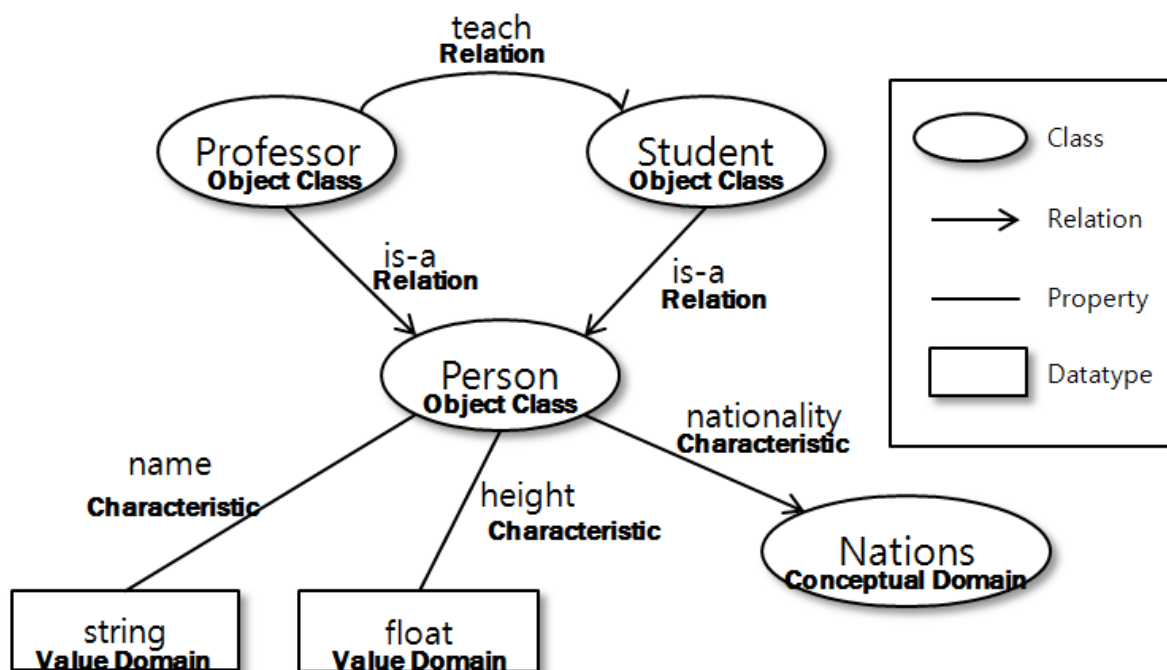 teach
Relation
Professor
Object Class
Student
Object Class
is-a
Relation
is-a
Relation
Person
Object Class
name
Characteristic
height
Characteristic
nationality
Characteristic
Nations
Conceptual Domain
string
Value Domain
float
Value Domain
Class
Relation
Property
Datatype